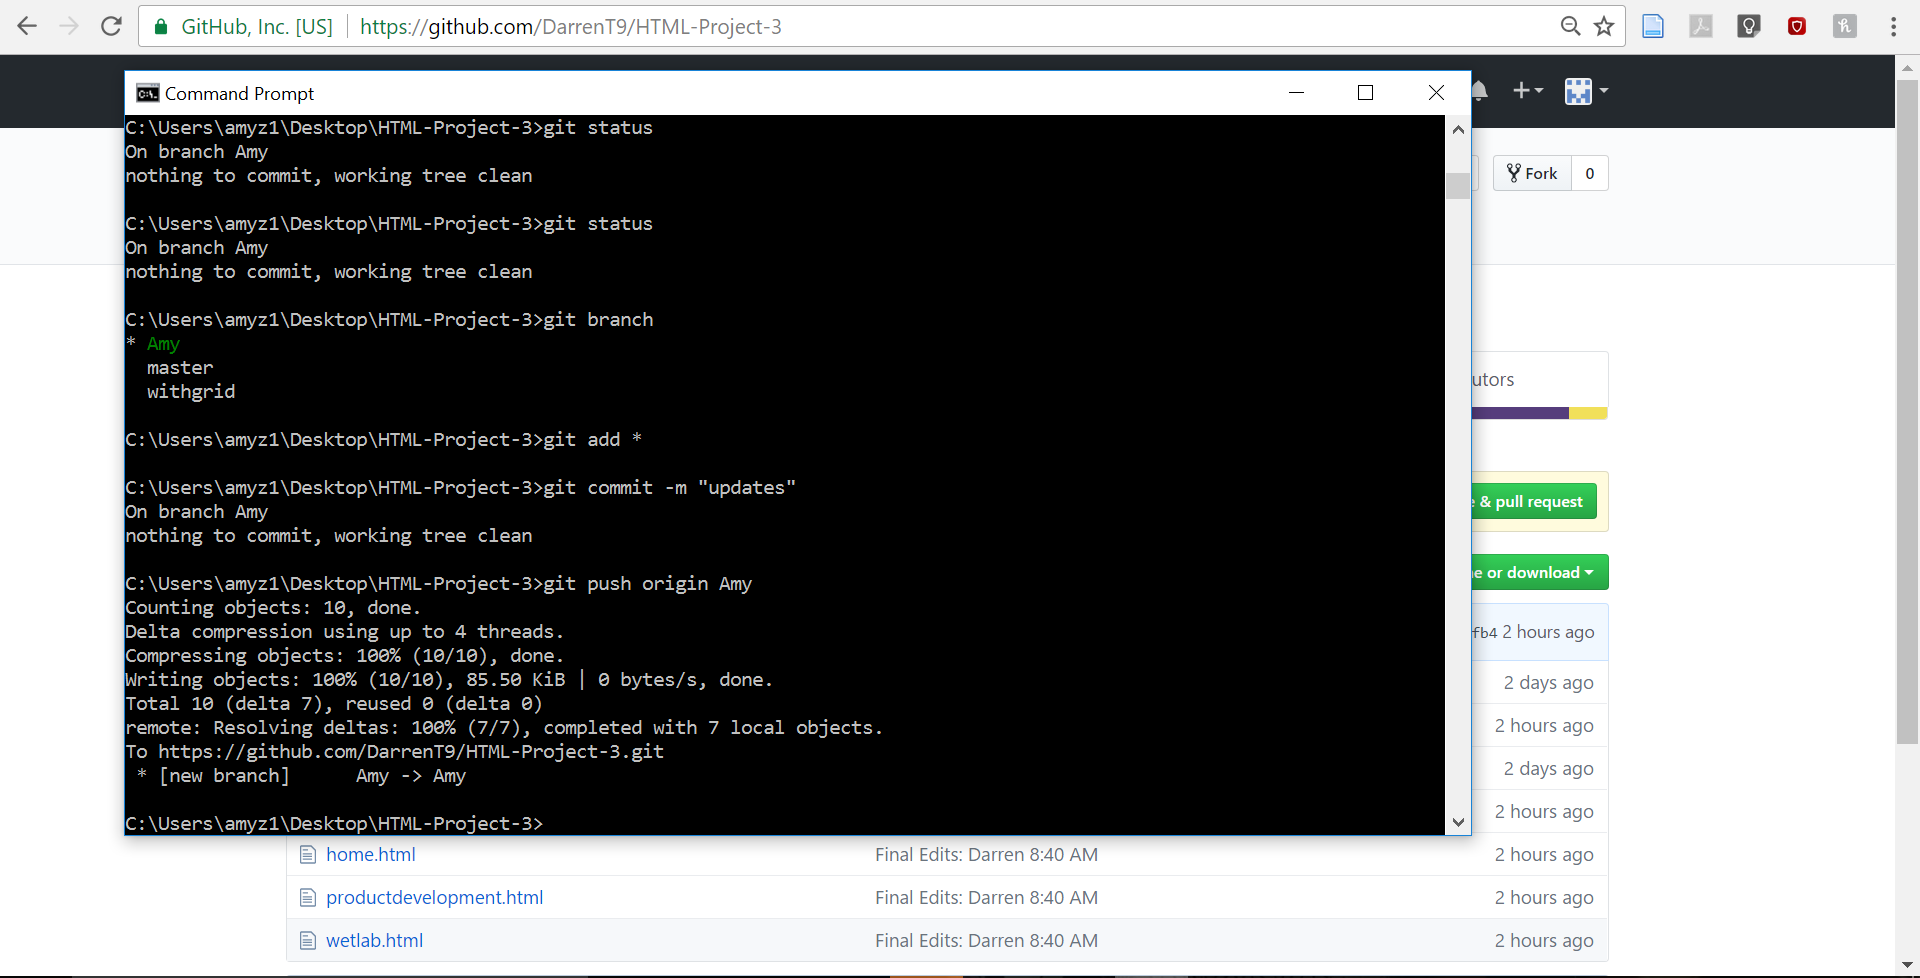 GitHub, Inc. [US] https://github.com/DarrenT9/HTML-Project-3
Command Prompt
C:\Users\amyz1\Desktop\HTML-Project-3>git status
On branch Amy
nothing to commit, working tree clean
C:\Users\amyz1\Desktop\HTML-Project-3>git status
On branch Amy
nothing to commit, working tree clean
C:\Users\amyz1\Desktop\HTML-Project-3>git branch
* Amy
master
withgrid
C:\Users\amyz1\Desktop\HTML-Project-3>git add *
C:\Users\amyz1\Desktop\HTML-Project-3>git commit -m "updates"
On branch Amy
nothing to commit, working tree clean
C:\Users\amyz1\Desktop\HTML-Project-3>git push origin Amy
Counting objects: 10, done.
Delta compression using up to 4 threads.
Compressing objects: 100% (10/10), done.
Writing objects: 100% (10/10), 85.50 KiB | 0 bytes/s, done.
Total 10 (delta 7), reused 0 (delta 0)
remote: Resolving deltas: 100% (7/7), completed with 7 local objects.
To https://github.com/DarrenT9/HTML-Project-3.git
* [new branch] Amy -> Amy
C:\Users\amyz1\Desktop\HTML-Project-3>
Fork 0
utors
e & pull request
e or download
fb4 2 hours ago
2 days ago
2 hours ago
2 days ago
2 hours ago
home.html Final Edits: Darren 8:40 AM 2 hours ago
productdevelopment.html Final Edits: Darren 8:40 AM 2 hours ago
wetlab.html Final Edits: Darren 8:40 AM 2 hours ago